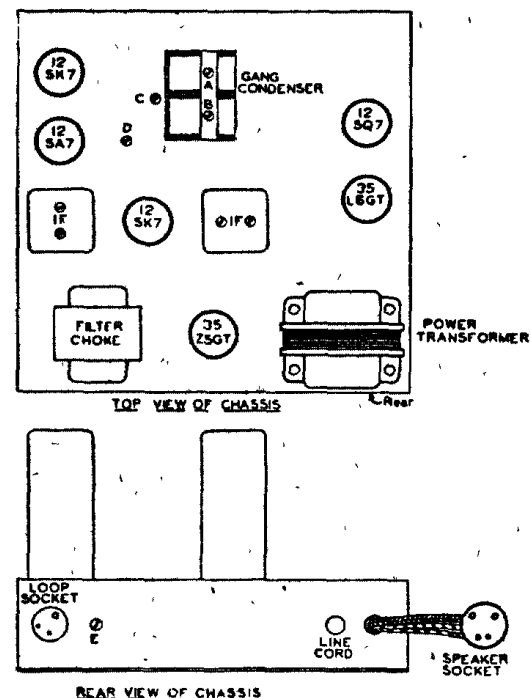 12
SK7
A
B
C
GANG
CONDENSER
12
SQ7
12
SA7
D
35
L6GT
IF
12
SK7
IF
FILTER
CHOKE
35
Z5GT
POWER
TRANSFORMER
TOP VIEW OF CHASSIS
Rear
LOOP
SOCKET
E
LINE
CORD
SPEAKER
SOCKET
REAR VIEW OF CHASSIS